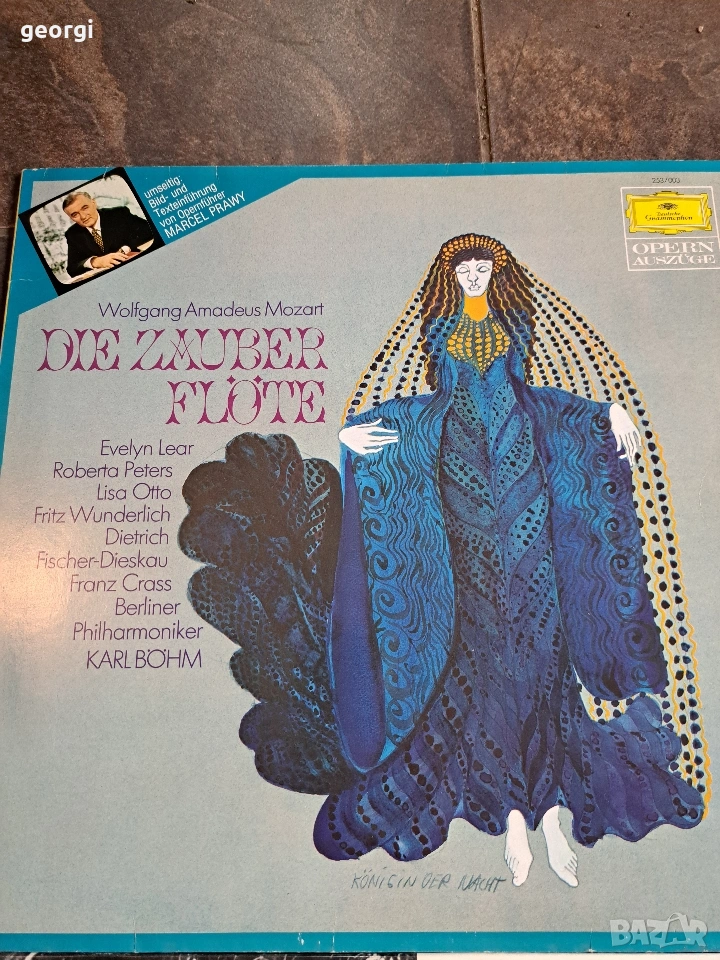 georgi
umseitig:
Bild- und
Texteinführung
von Opernführer
MARCEL PRAWY
2537003
Deutsche
Grammophon
OPERN
AUSZÜGE
Wolfgang Amadeus Mozart
DIE ZAUBER
FLÖTE
Evelyn Lear
Roberta Peters
Lisa Otto
Fritz Wunderlich
Dietrich
Fischer-Dieskau
Franz Crass
Berliner
Philharmoniker
KARL BÖHM
KÖNIGIN DER NACHT
BAZAR